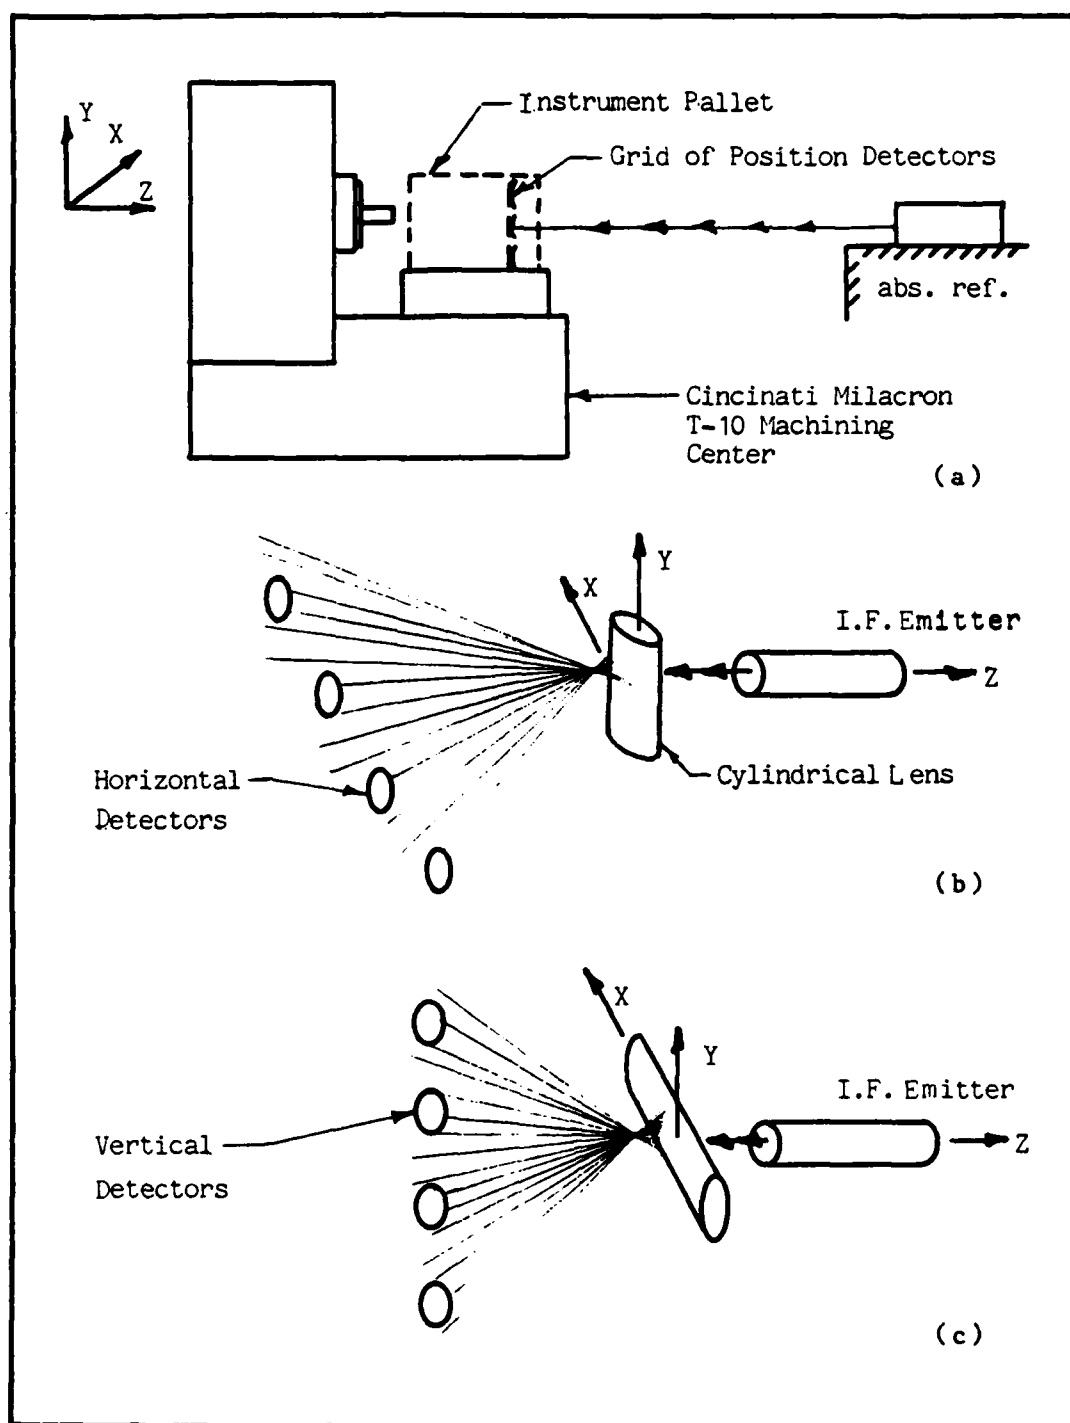 Instrument Pallet
Grid of Position Detectors
Y
X
Z
abs. ref.
Cincinati Milacron
T-10 Machining
Center
(a)
Y
X
I.F. Emitter
Z
Horizontal
Detectors
Cylindrical Lens
(b)
X
Y
I.F. Emitter
Z
Vertical
Detectors
(c)